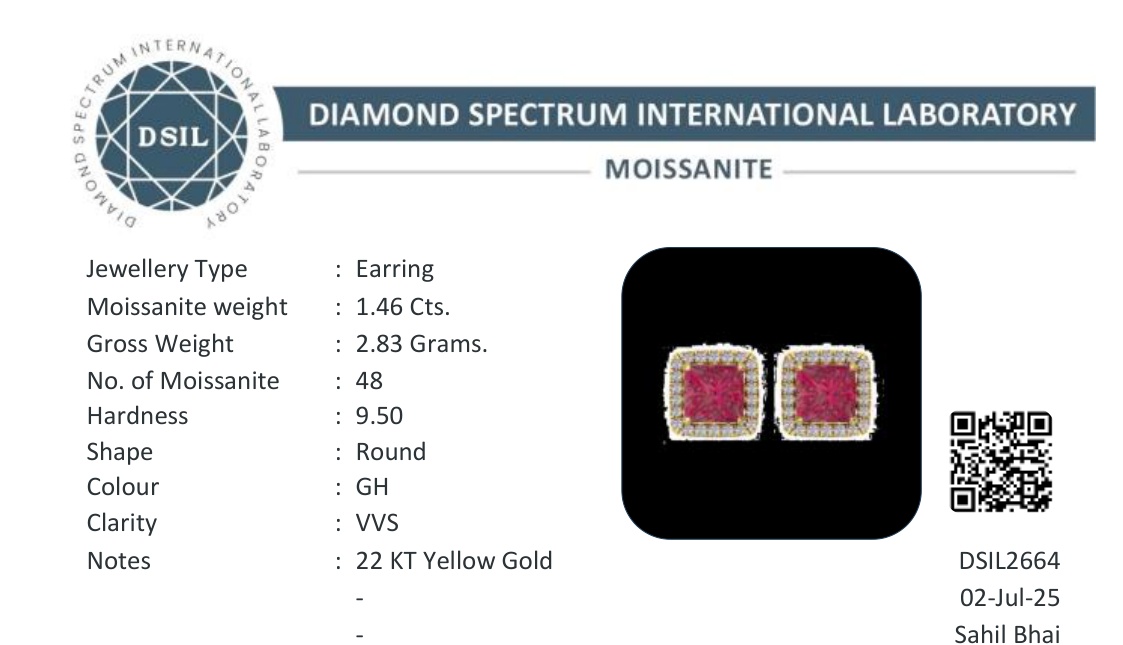 DIAMOND SPECTRUM INTERNATIONAL LABORATORY
DSIL
DIAMOND SPECTRUM INTERNATIONAL LABORATORY
MOISSANITE
Jewellery Type : Earring
Moissanite weight : 1.46 Cts.
Gross Weight : 2.83 Grams.
No. of Moissanite : 48
Hardness : 9.50
Shape : Round
Colour : GH
Clarity : VVS
Notes : 22 KT Yellow Gold
-
-
DSIL2664
02-Jul-25
Sahil Bhai